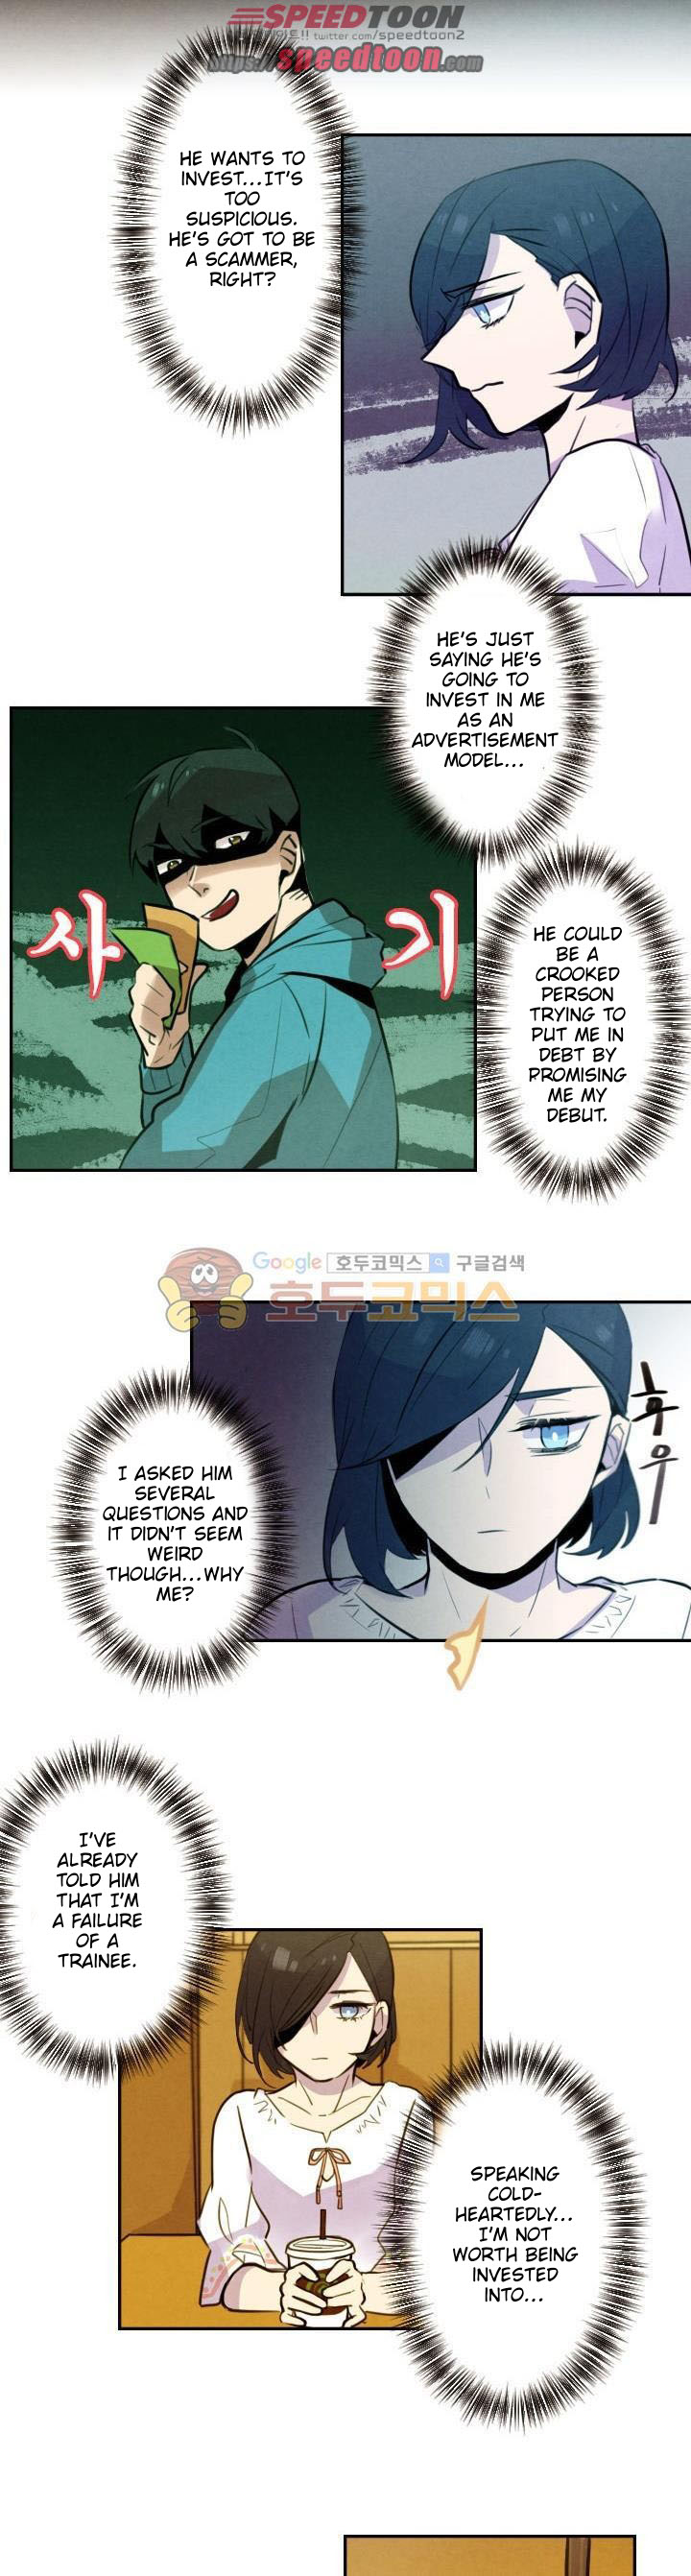 SPEEDTOON
twitter.com/speedtoon2
https://speedtoon.com
HE WANTS TO
INVEST...IT'S
TOO
SUSPICIOUS.
HE'S GOT TO BE
A SCAMMER,
RIGHT?
HE'S JUST
SAYING HE'S
GOING TO
INVEST IN ME
AS AN
ADVERTISEMENT
MODEL...
사기
HE COULD
BE A
CROOKED
PERSON
TRYING TO
PUT ME IN
DEBT BY
PROMISING
ME MY
DEBUT.
Google 호두코믹스 구글검색
호두코믹스
후우
I ASKED HIM
SEVERAL
QUESTIONS AND
IT DIDN'T SEEM
WEIRD
THOUGH...WHY
ME?
I'VE
ALREADY
TOLD HIM
THAT I'M
A FAILURE
OF A
TRAINEE.
SPEAKING
COLD-
HEARTEDLY...
I'M NOT
WORTH BEING
INVESTED
INTO...